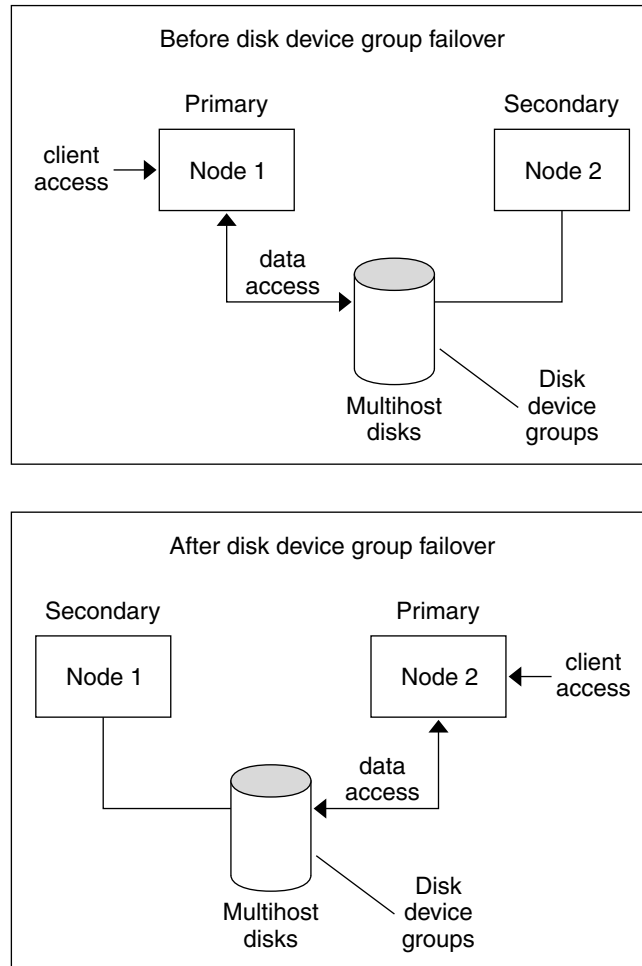 Before disk device group failover
Primary
Secondary
client
access
Node 1
Node 2
data
access
Multihost
disks
Disk
device
groups
After disk device group failover
Secondary
Primary
Node 1
Node 2
client
access
data
access
Multihost
disks
Disk
device
groups